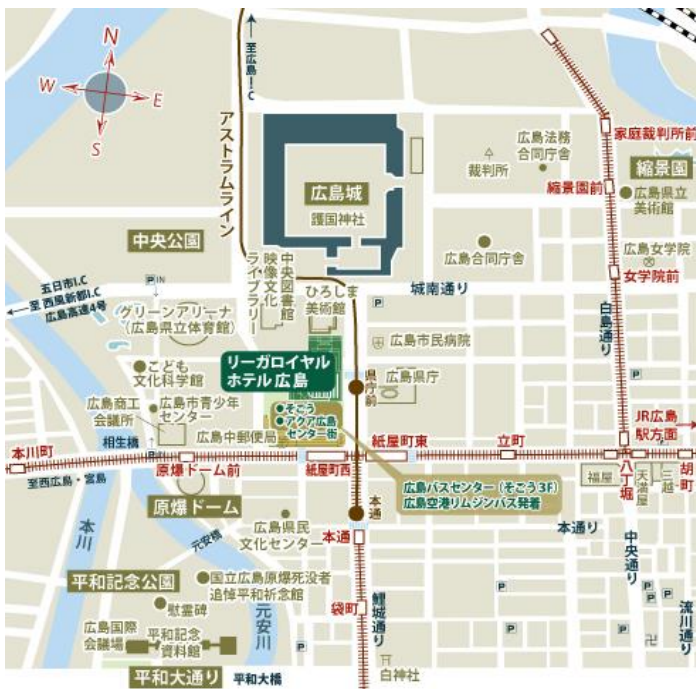 N
W
E
S
至広島I.C
アストラムライン
広島城
護国神社
裁判所
広島法務
合同庁舎
家庭裁判所前
縮景園
縮景園前
広島県立
美術館
広島女学院
女学院前
広島合同庁舎
白島通り
中央公園
中央図書館
映像文化
ライブラリー
城南通り
P
IN
五日市I.C
至 西風新都I.C
広島高速4号
グリーンアリーナ
(広島県立体育館)
ひろしま
美術館
P
広島市民病院
リーガロイヤル
ホテル広島
こども
文化科学館
県庁前
広島県庁
P
広島商工
会議所
広島市青少年
センター
そごう
アクア広島
センター街
広島中郵便局
JR広島
駅方面
本川町
相生橋
P
IN
原爆ドーム前
紙屋町西
紙屋町東
立町
八丁堀
胡町
至西広島・宮島
福屋
天満屋
三越
広島バスセンター(そごう3F)
広島空港リムジンバス発着
原爆ドーム
本通
本川
元安橋
広島県民
文化センター
本通
本通り
中央通り
平和記念公園
国立広島原爆死没者
追悼平和祈念館
慰霊碑
元安川
袋町
鯉城通り
P
P
P
流川通り
広島国際
会議場
平和記念
資料館
P
P
卍
白神社
平和大通り
平和大橋
P